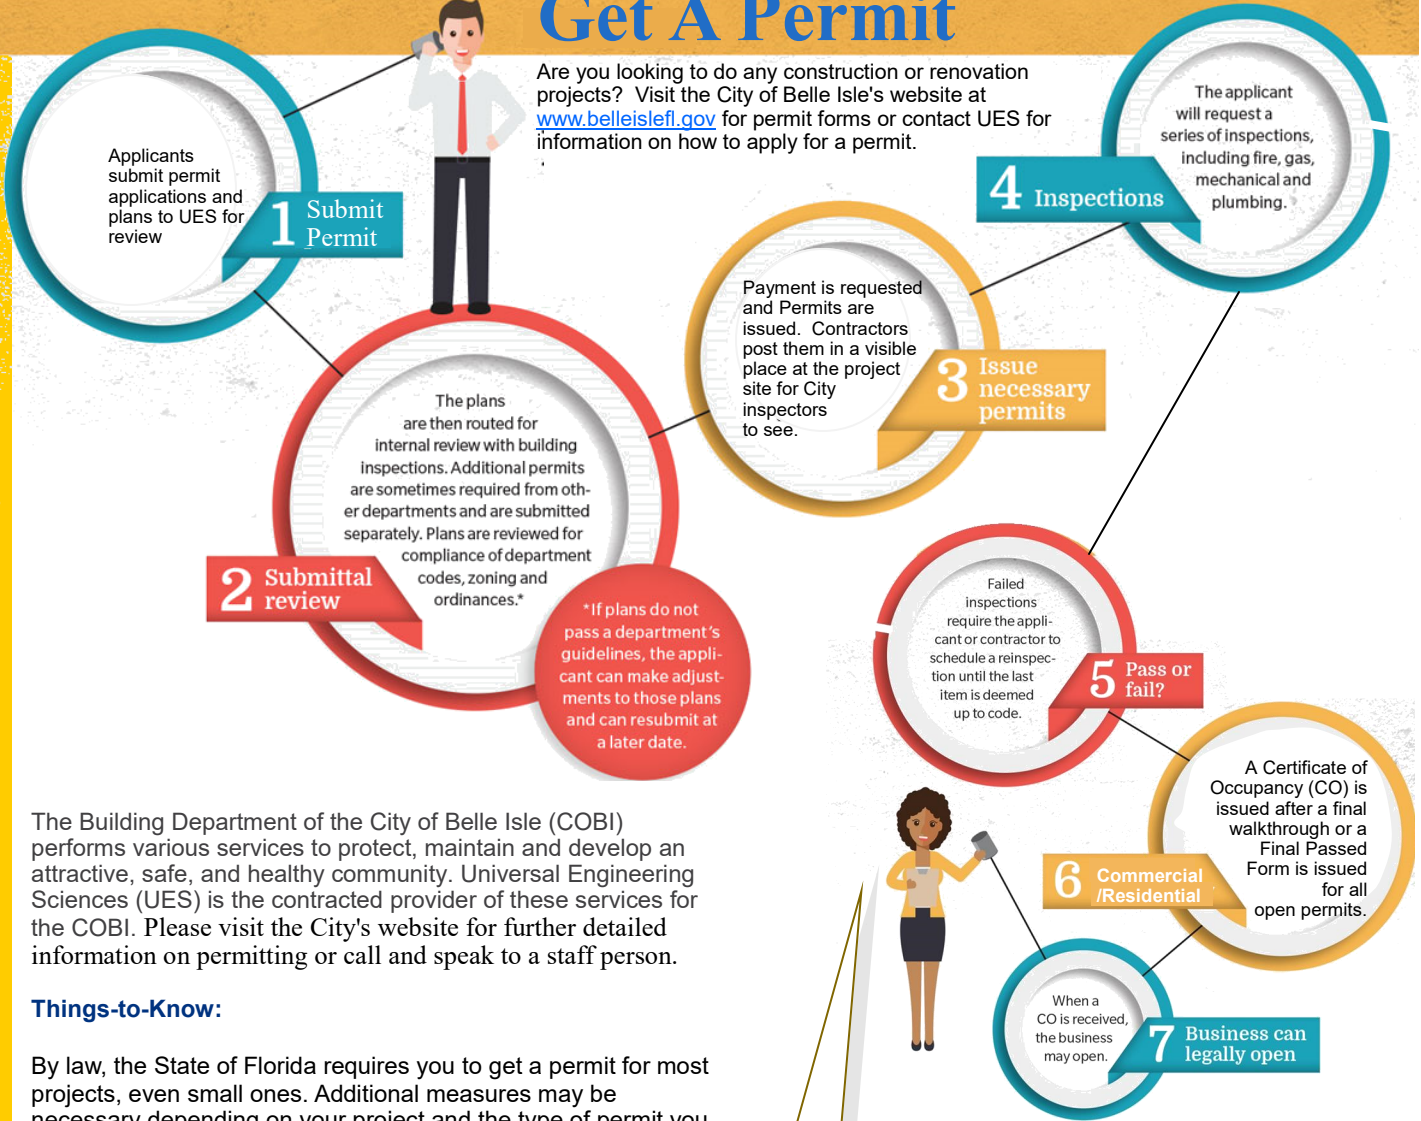 Get A Permit
Are you looking to do any construction or renovation
projects?  Visit the City of Belle Isle's website at
www.belleislefl.gov for permit forms or contact UES for
information on how to apply for a permit.
Applicants
submit permit
applications and
plans to UES for
review
1 Submit
Permit
The plans
are then routed for
internal review with building
inspections. Additional permits
are sometimes required from oth-
er departments and are submitted
separately. Plans are reviewed for
compliance of department
codes, zoning and
ordinances.*
2 Submittal
review
*If plans do not
pass a department's
guidelines, the appli-
cant can make adjust-
ments to those plans
and can resubmit at
a later date.
Payment is requested
and Permits are
issued.  Contractors
post them in a visible
place at the project
site for City
inspectors
to see.
3 Issue
necessary
permits
The applicant
will request a
series of inspections,
including fire, gas,
mechanical and
plumbing.
4 Inspections
Failed
inspections
require the appli-
cant or contractor to
schedule a reinspec-
tion until the last
item is deemed
up to code.
5 Pass or
fail?
A Certificate of
Occupancy (CO) is
issued after a final
walkthrough or a
Final Passed
Form is issued
for all
open permits.
6 Commercial
/Residential
When a
CO is received,
the business
may open.
7 Business can
legally open
The Building Department of the City of Belle Isle (COBI)
performs various services to protect, maintain and develop an
attractive, safe, and healthy community. Universal Engineering
Sciences (UES) is the contracted provider of these services for
the COBI. Please visit the City's website for further detailed
information on permitting or call and speak to a staff person.
Things-to-Know:
By law, the State of Florida requires you to get a permit for most
projects, even small ones. Additional measures may be
necessary depending on your project and the type of permit you